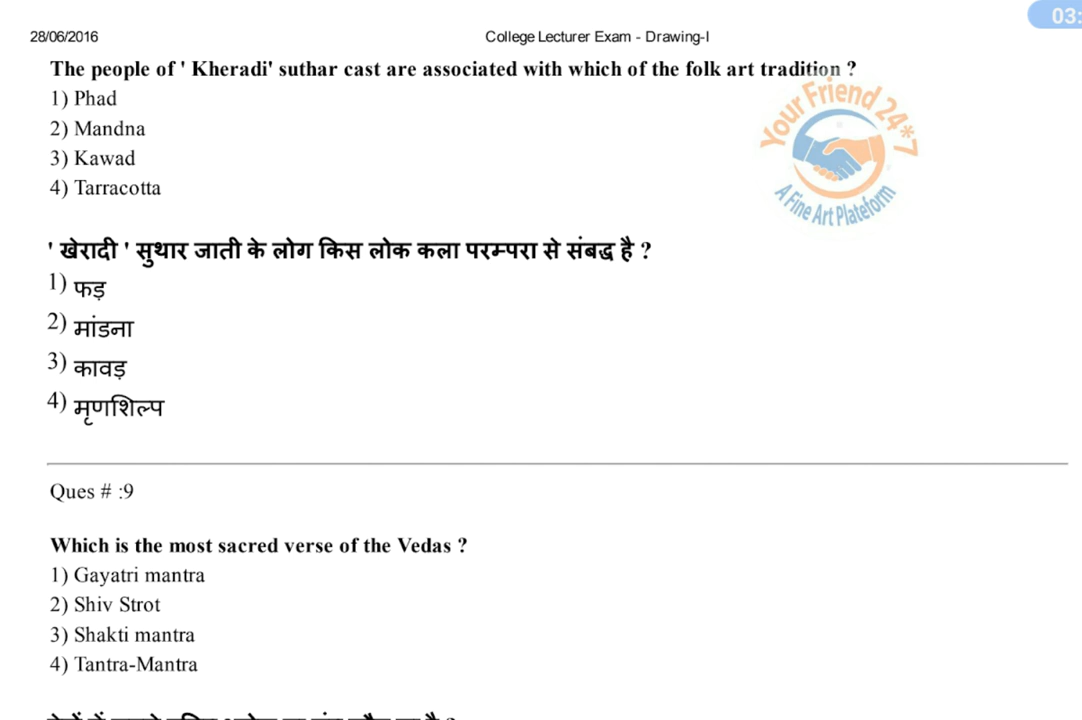 03:
28/06/2016 College Lecturer Exam - Drawing-I
The people of ' Kheradi' suthar cast are associated with which of the folk art tradition ?
1) Phad
2) Mandna
3) Kawad
4) Tarracotta
Your Friend 24*7
A Fine Art Plateform
' खेरादी ' सुथार जाती के लोग किस लोक कला परम्परा से संबद्ध है ?
1) फड़
2) मांडना
3) कावड़
4) मृणशिल्प
Ques # :9
Which is the most sacred verse of the Vedas ?
1) Gayatri mantra
2) Shiv Strot
3) Shakti mantra
4) Tantra-Mantra